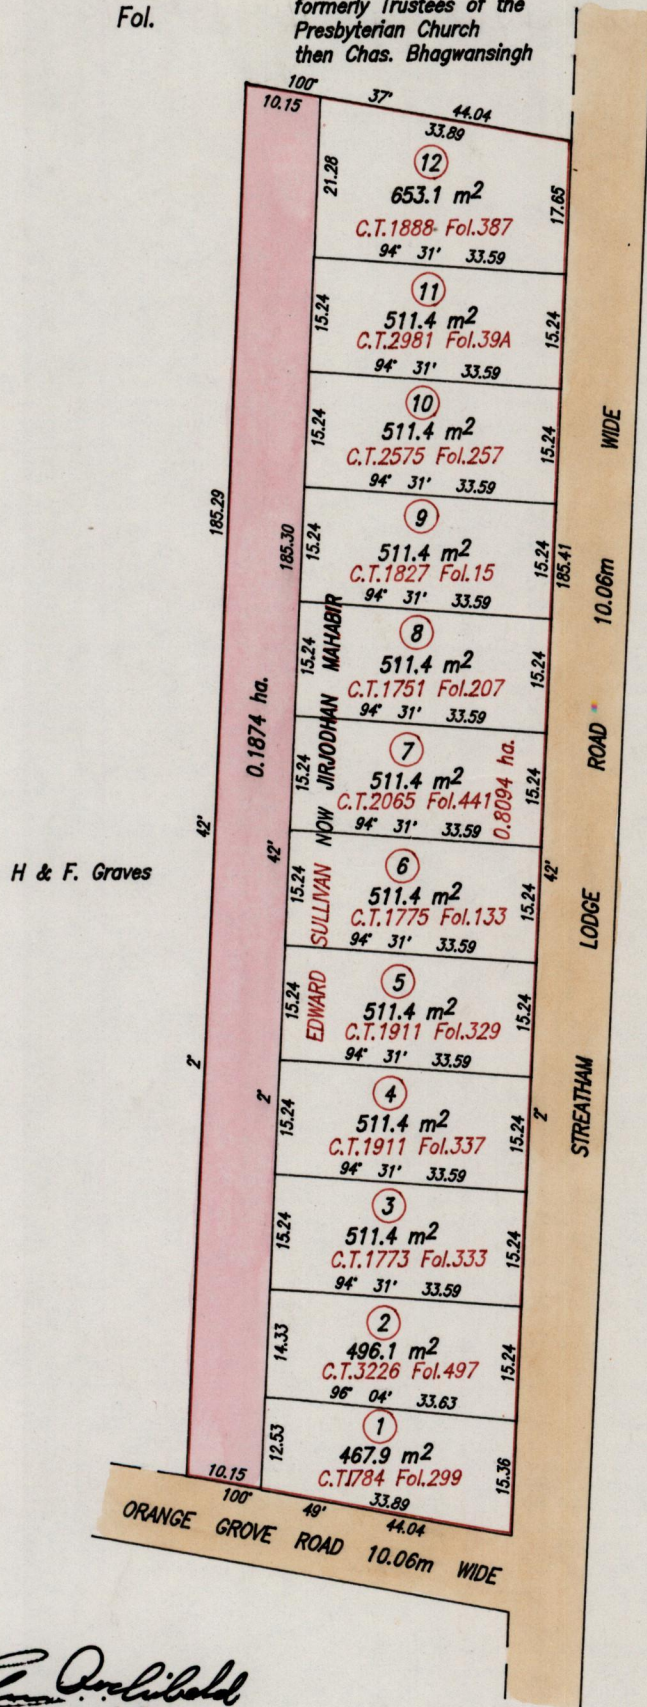 Fol.
formerly Trustees of the
Presbyterian Church
then Chas. Bhagwansingh
100° 37' 44.04
10.15 33.89
12
21.28
653.1 m2
17.65
C.T.1888 Fol.387
94° 31' 33.59
11
15.24
511.4 m2
15.24
C.T.2981 Fol.39A
94° 31' 33.59
10
15.24
511.4 m2
15.24
C.T.2575 Fol.257
94° 31' 33.59
9
15.24
511.4 m2
15.24
C.T.1827 Fol.15
94° 31' 33.59
8
15.24
511.4 m2
15.24
C.T.1751 Fol.207
94° 31' 33.59
7
15.24
511.4 m2
15.24
C.T.2065 Fol.441
94° 31' 33.59
6
15.24
511.4 m2
15.24
C.T.1775 Fol.133
94° 31' 33.59
5
15.24
511.4 m2
15.24
C.T.1911 Fol.329
94° 31' 33.59
4
15.24
511.4 m2
15.24
C.T.1911 Fol.337
94° 31' 33.59
3
15.24
511.4 m2
15.24
C.T.1773 Fol.333
94° 31' 33.59
2
14.33
496.1 m2
15.24
C.T.3226 Fol.497
96° 04' 33.63
1
12.53
467.9 m2
15.36
C.T.1784 Fol.299
10.15 33.89
100° 49' 44.04
ORANGE GROVE ROAD 10.06m WIDE
H & F. Graves
2° 42' 185.29
0.1874 ha.
2° 42' 185.30
EDWARD SULLIVAN NOW JIRJODHAN MAHABIR
0.8094 ha.
2° 42' 185.41
STREATHAM LODGE ROAD 10.06m WIDE
Archibald